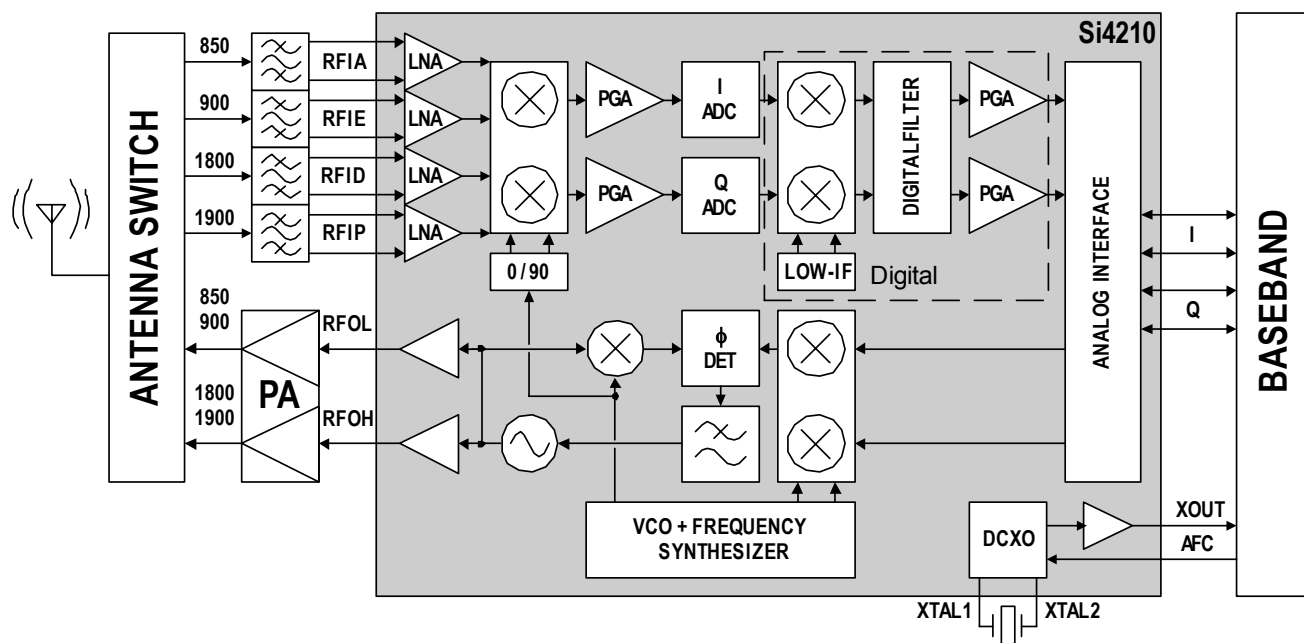 Si4210
ANTENNA SWITCH
850
900
1800
1900
RFIA
RFIE
RFID
RFIP
LNA
LNA
LNA
LNA
0 / 90
PGA
PGA
I
ADC
Q
ADC
LOW-IF
Digital
DIGITAL FILTER
PGA
PGA
ANALOG INTERFACE
I
Q
BASEBAND
850
900
1800
1900
PA
RFOL
RFOH
ϕ
DET
VCO + FREQUENCY
SYNTHESIZER
DCXO
XOUT
AFC
XTAL1
XTAL2